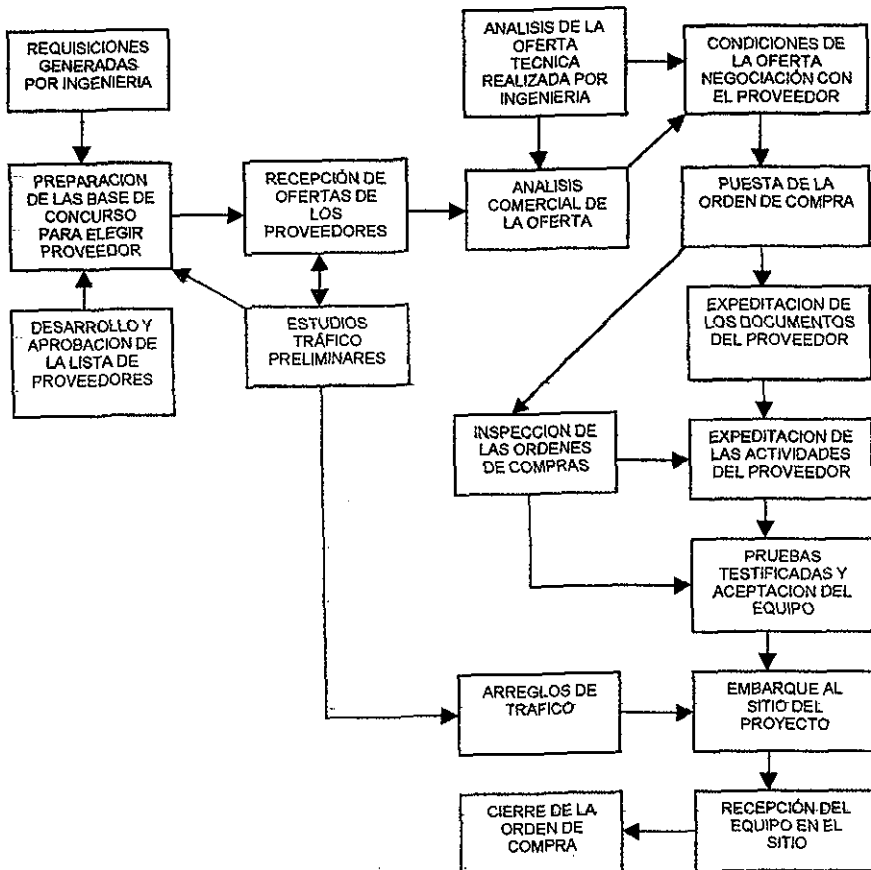 REQUISICIONES
GENERADAS
POR INGENIERIA
ANALISIS DE LA
OFERTA
TECNICA
REALIZADA POR
INGENIERIA
CONDICIONES DE
LA OFERTA
NEGOCIACIÓN CON
EL PROVEEDOR
PREPARACION
DE LAS BASE DE
CONCURSO
PARA ELEGIR
PROVEEDOR
RECEPCIÓN DE
OFERTAS DE
LOS
PROVEEDORES
ANALISIS
COMERCIAL DE
LA OFERTA
PUESTA DE LA
ORDEN DE COMPRA
DESARROLLO Y
APROBACION DE
LA LISTA DE
PROVEEDORES
ESTUDIOS
TRÁFICO
PRELIMINARES
EXPEDITACION DE
LOS DOCUMENTOS
DEL PROVEEDOR
INSPECCION DE
LAS ORDENES
DE COMPRAS
EXPEDITACION DE
LAS ACTIVIDADES
DEL PROVEEDOR
PRUEBAS
TESTIFICADAS Y
ACEPTACION DEL
EQUIPO
ARREGLOS DE
TRAFICO
EMBARQUE AL
SITIO DEL
PROYECTO
CIERRE DE LA
ORDEN DE
COMPRA
RECEPCIÓN DEL
EQUIPO EN EL
SITIO